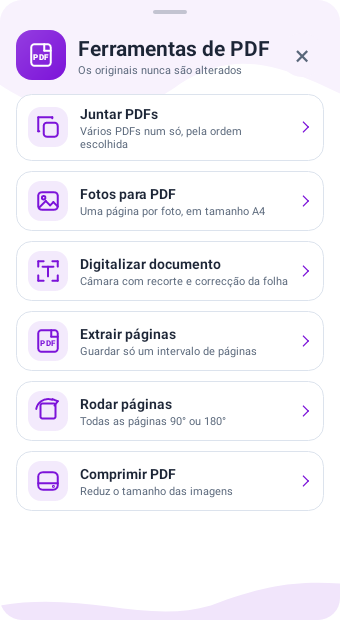 PDF
Ferramentas de PDF
Os originais nunca são alterados
Juntar PDFs
Vários PDFs num só, pela ordem
escolhida
Fotos para PDF
Uma página por foto, em tamanho A4
Digitalizar documento
Câmara com recorte e correcção da folha
PDF
Extrair páginas
Guardar só um intervalo de páginas
Rodar páginas
Todas as páginas 90° ou 180°
Comprimir PDF
Reduz o tamanho das imagens